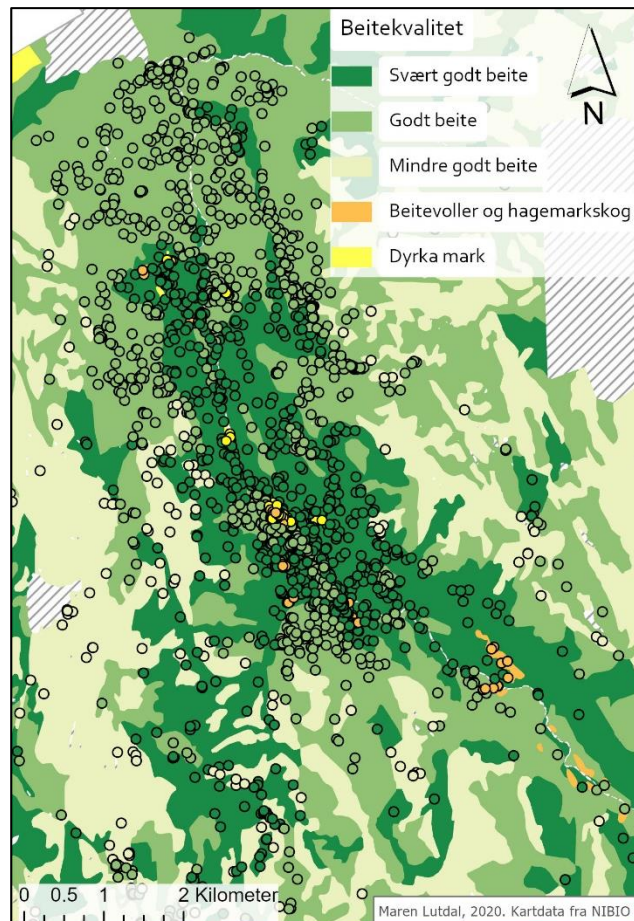 Beitekvalitet
Svært godt beite
Godt beite
Mindre godt beite
Beitevoller og hagemarkskog
Dyrka mark
N
0 0.5 1 2 Kilometer
Maren Lutdal, 2020. Kartdata fra NIBIO